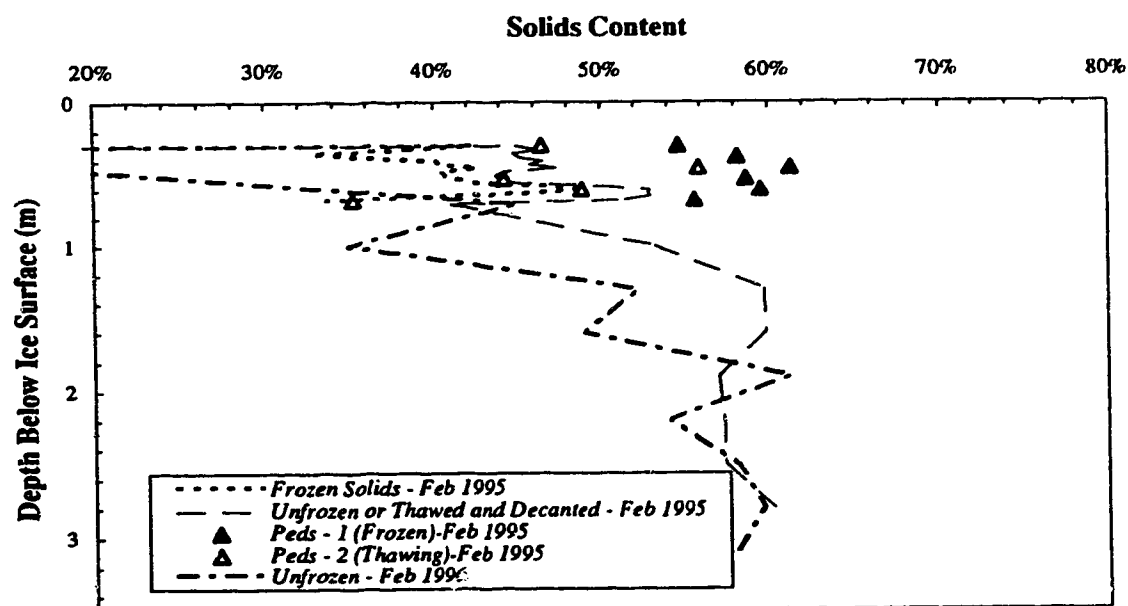 Solids Content
20% 30% 40% 50% 60% 70% 80%
0
1
2
3
Depth Below Ice Surface (m)
Frozen Solids - Feb 1995
Unfrozen or Thawed and Decanted - Feb 1995
Peds - 1 (Frozen)-Feb 1995
Peds - 2 (Thawing)-Feb 1995
Unfrozen - Feb